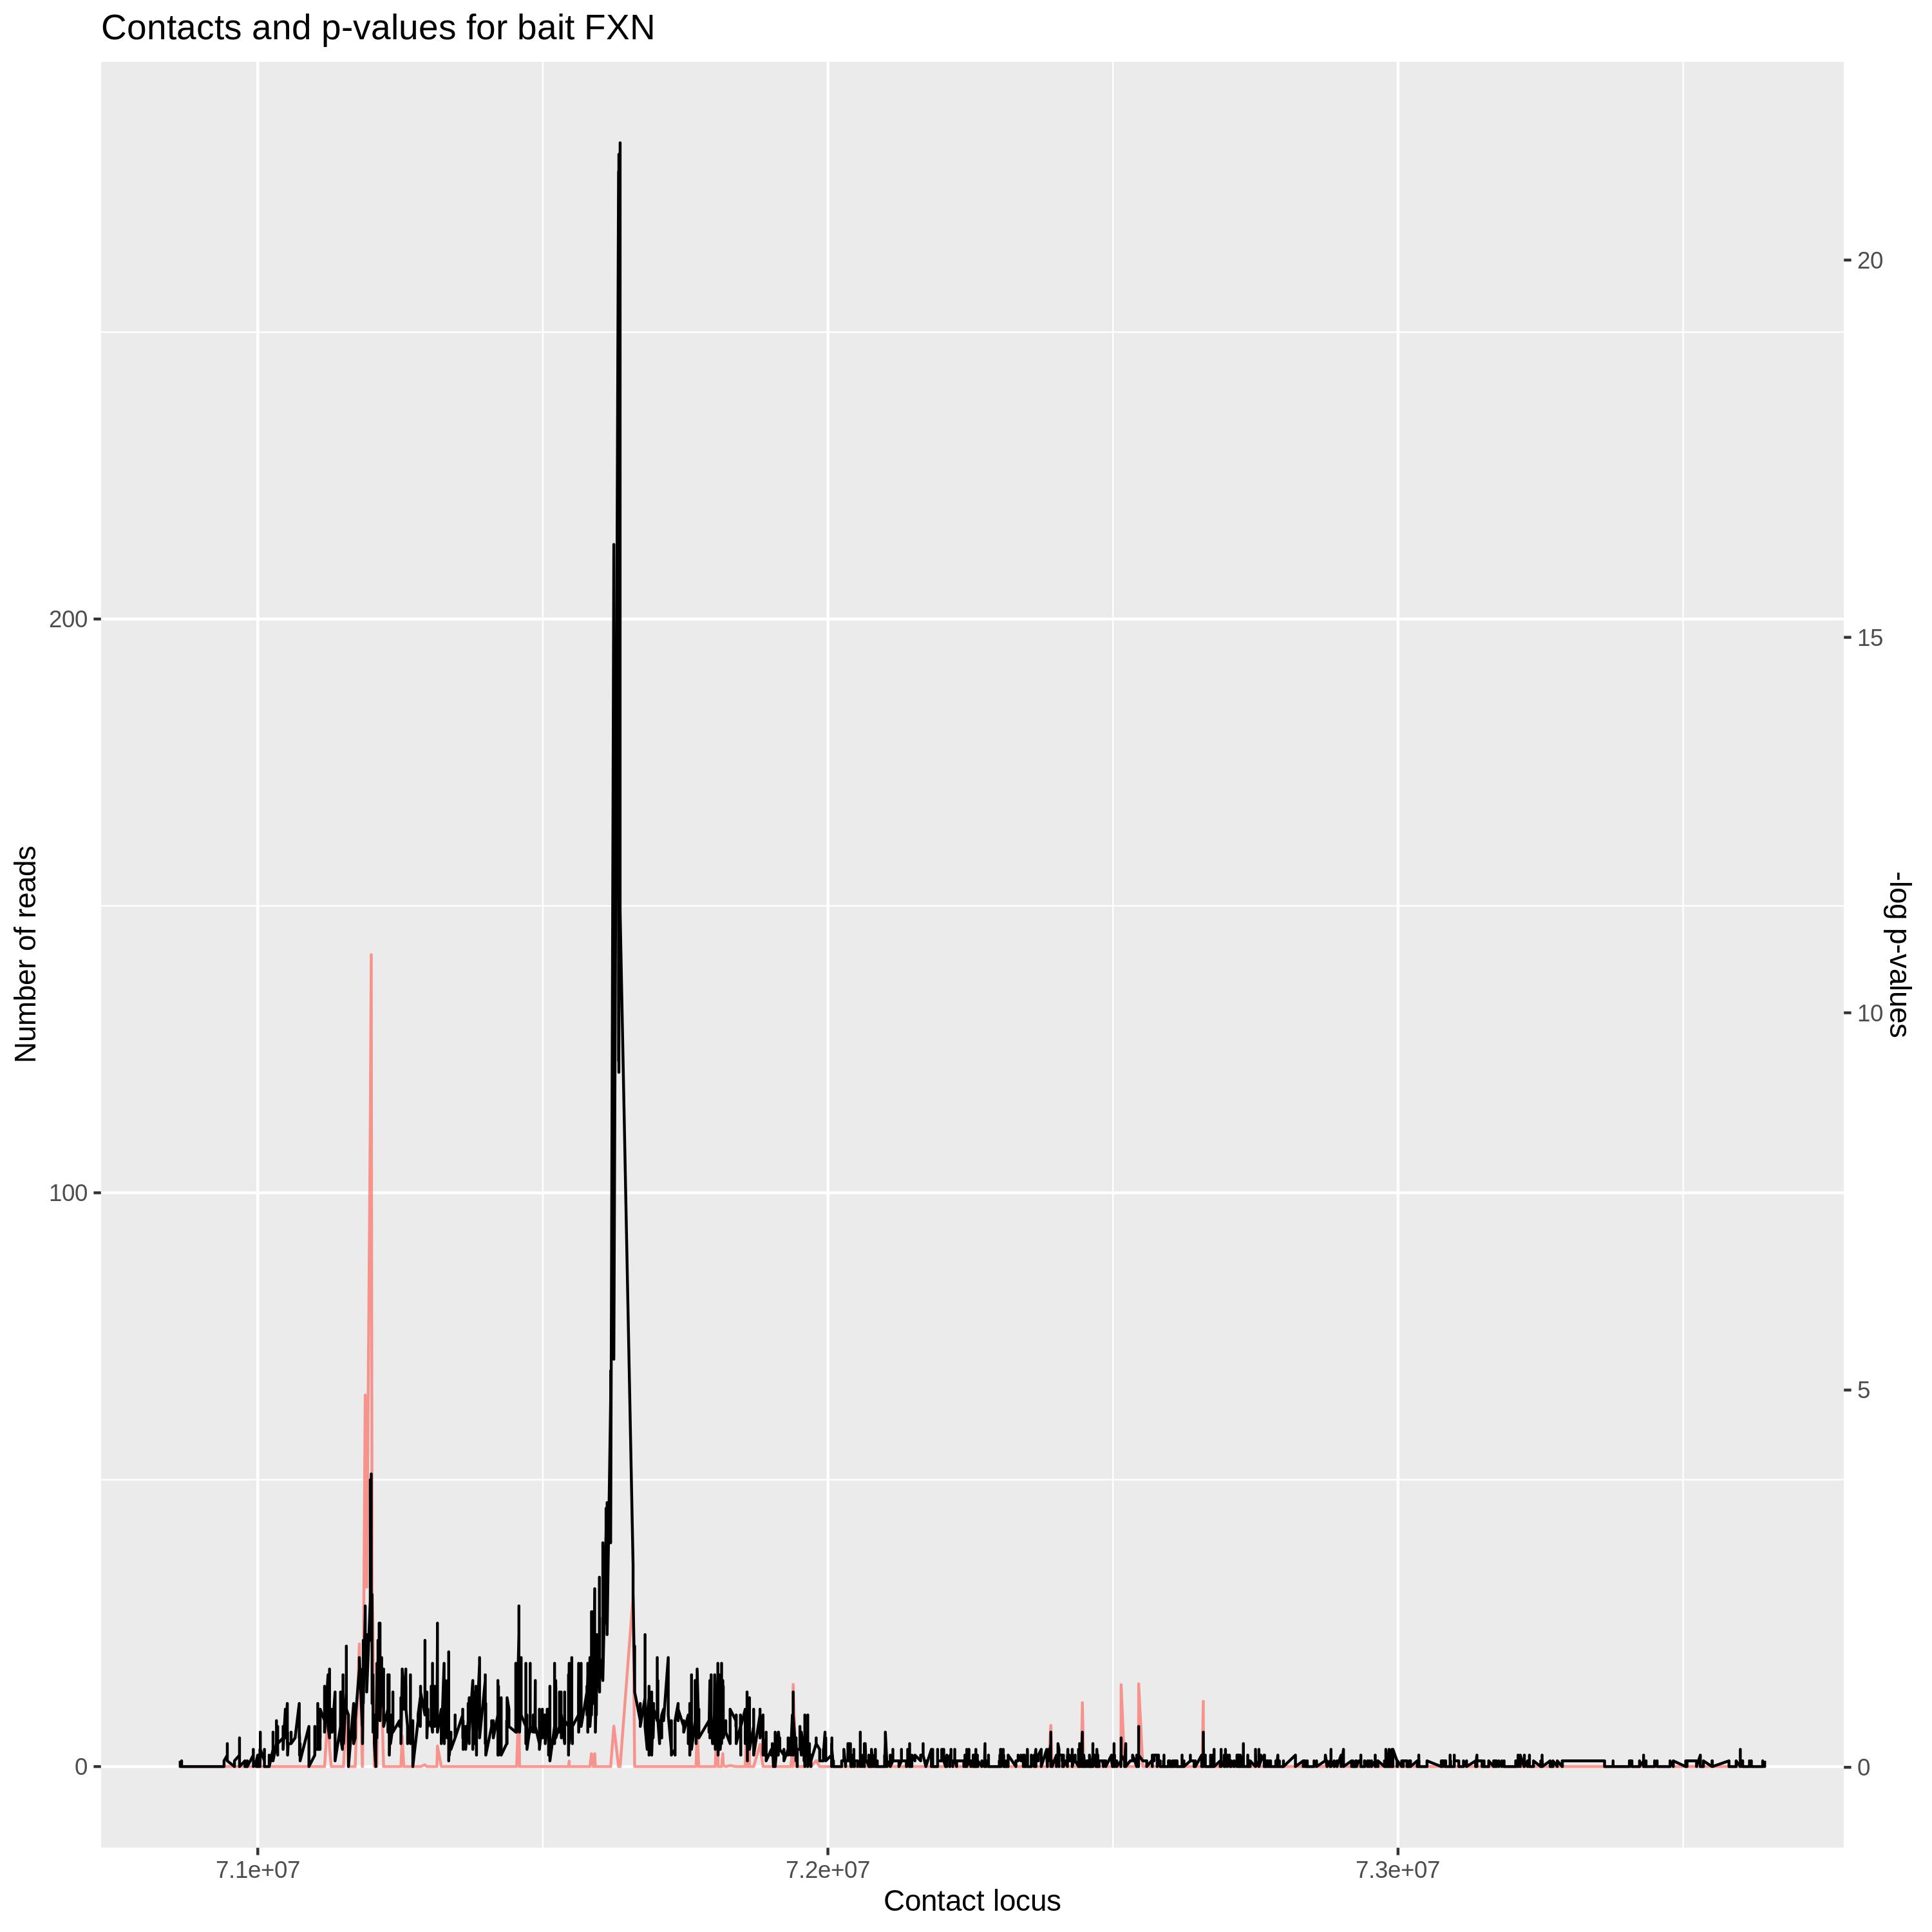 Contacts and p-values for bait FXN
20
200
15
Number of reads
-log p-values
10
100
5
0
0
7.1e+07
7.2e+07
7.3e+07
Contact locus